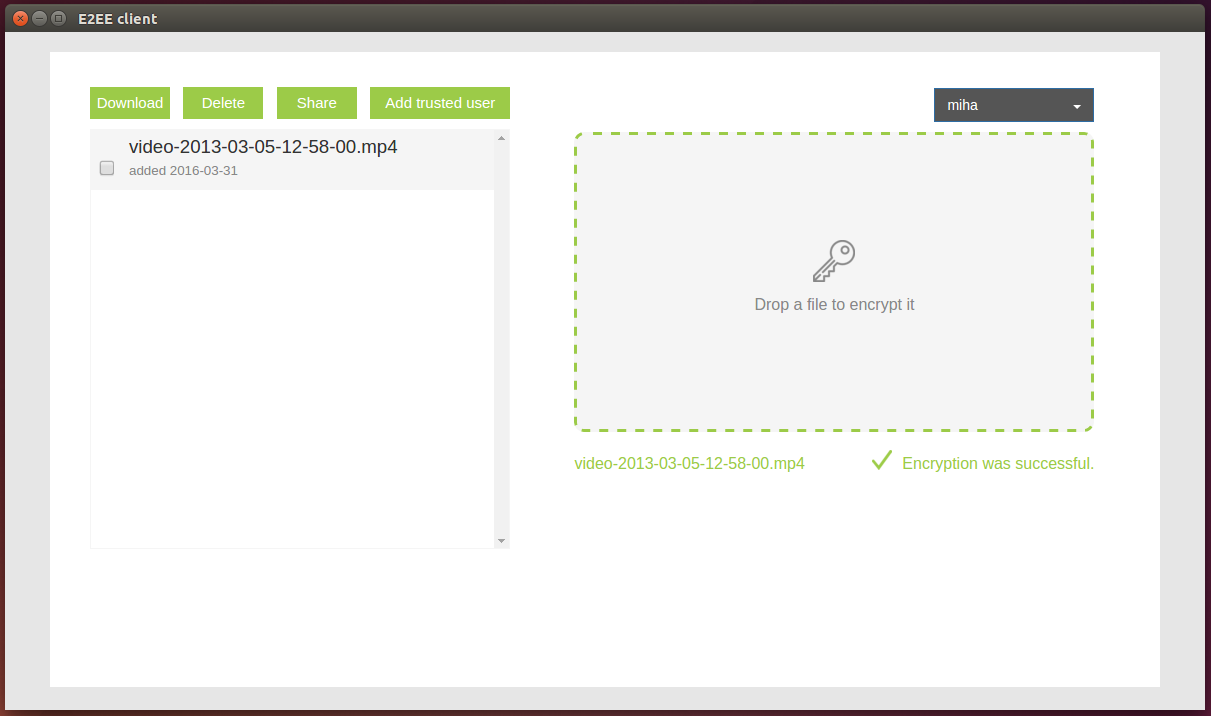 E2EE client
Download Delete Share Add trusted user
miha
video-2013-03-05-12-58-00.mp4
added 2016-03-31
Drop a file to encrypt it
video-2013-03-05-12-58-00.mp4 Encryption was successful.